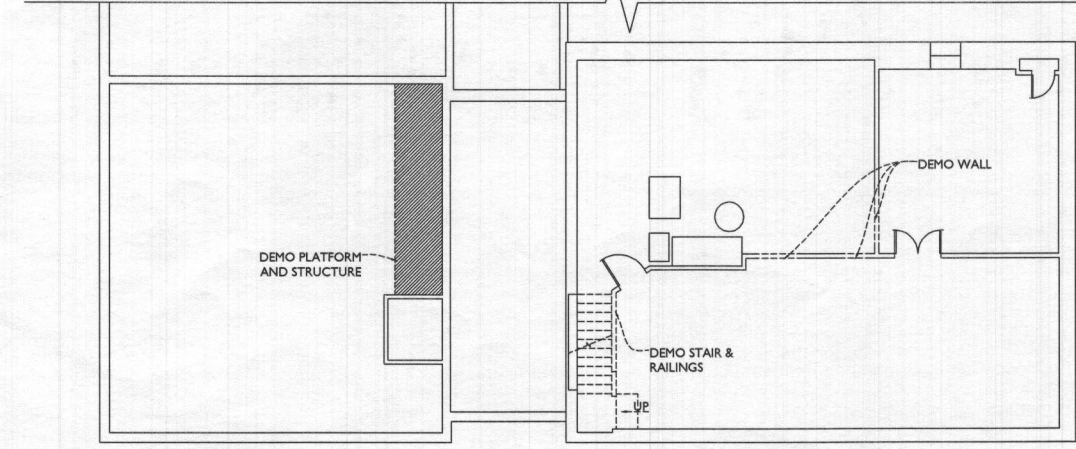 DEMO WALL
DEMO PLATFORM
AND STRUCTURE
DEMO STAIR &
RAILINGS
UP